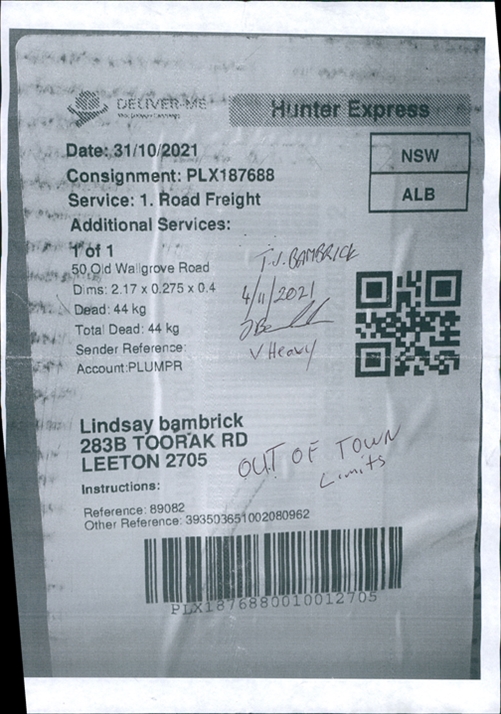 DELIVER-ME
Hunter Express
Date: 31/10/2021
NSW
Consignment: PLX187688
Service: 1. Road Freight
ALB
Additional Services:
1 of 1
50 Old Wallgrove Road
Dims: 2.17 x 0.275 x 0.4
Dead: 44 kg
Total Dead: 44 kg
Sender Reference:
Account:PLUMPR
T.J. BAMBRICK
4/11/2021
V Heavy
Lindsay bambrick
283B TOORAK RD
LEETON 2705
OUT OF TOWN
Limits
Instructions:
Reference: 89082
Other Reference: 393503651002080962
PLX1876880010012705